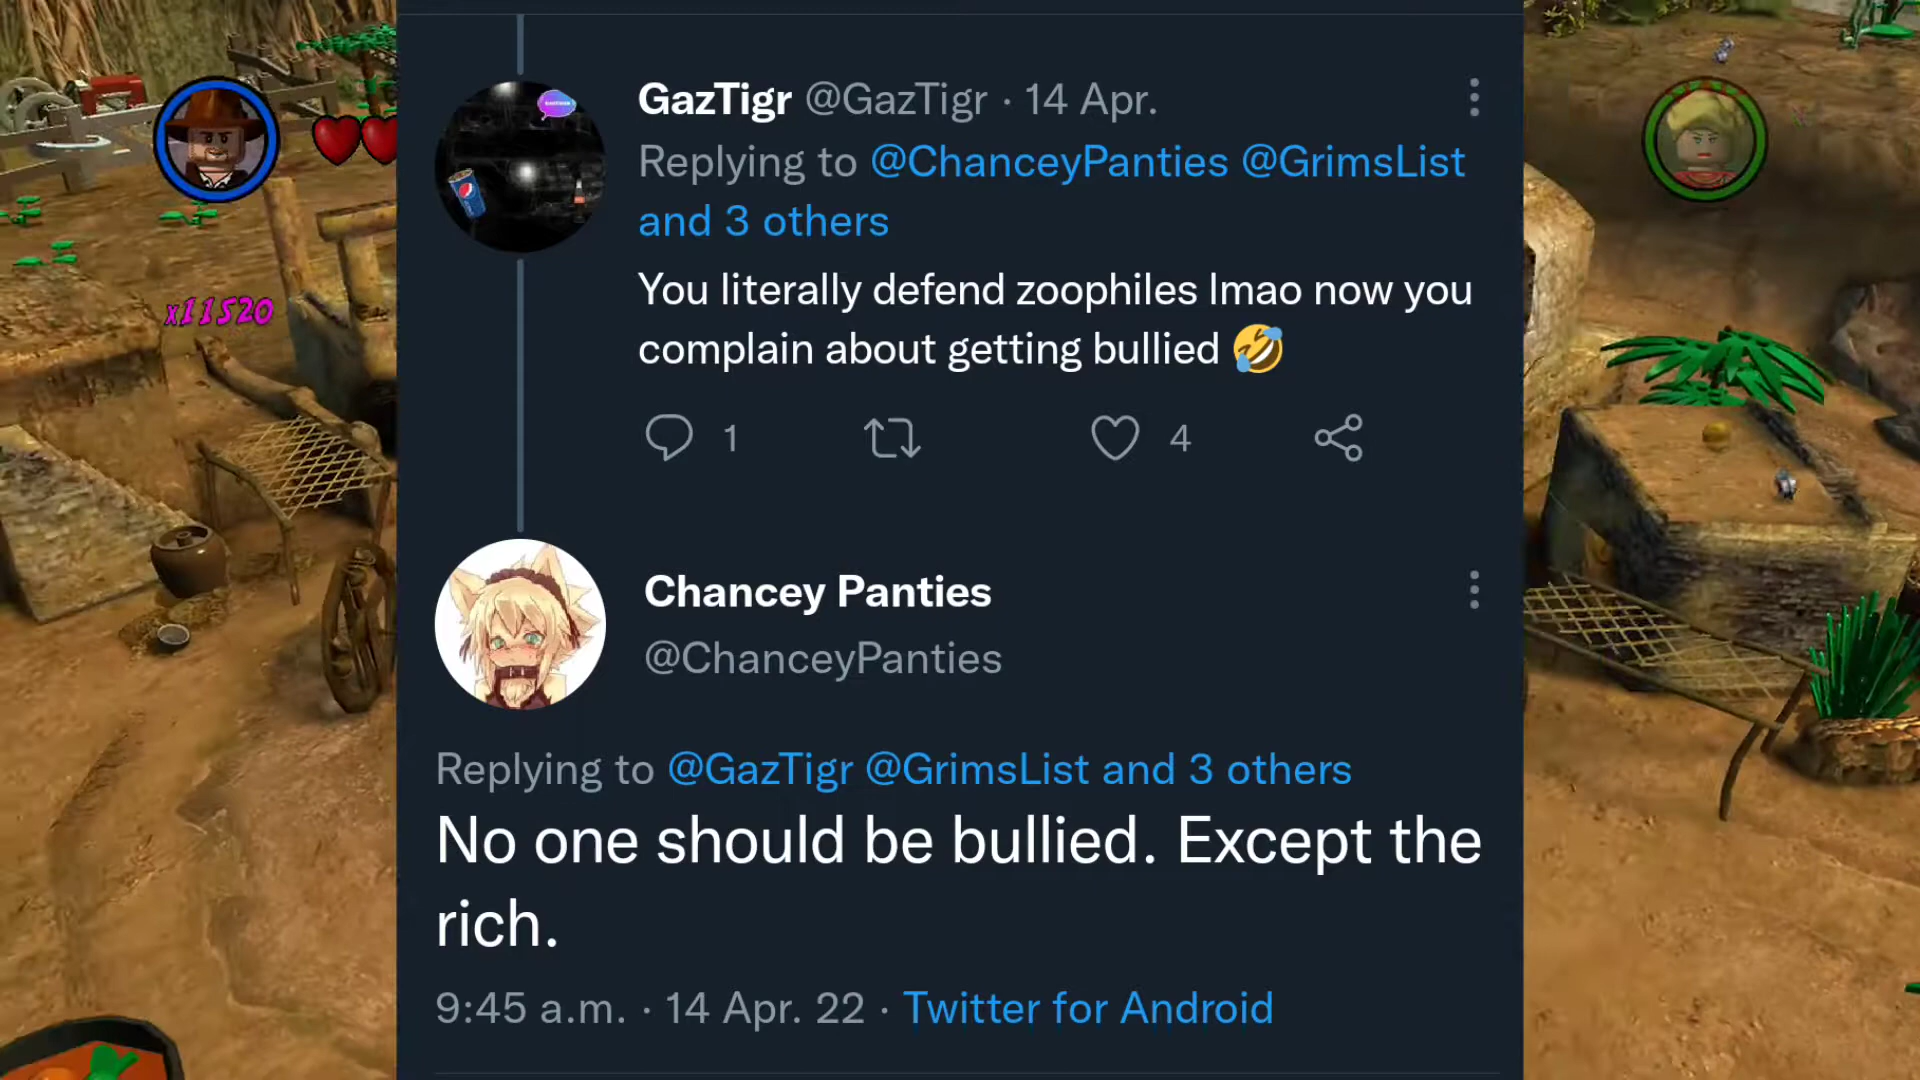 GazTigr @GazTigr · 14 Apr.
Replying to @ChanceyPanties @GrimsList
and 3 others
You literally defend zoophiles lmao now you
complain about getting bullied 🤣
1 4
x11520
Chancey Panties
@ChanceyPanties
Replying to @GazTigr @GrimsList and 3 others
No one should be bullied. Except the
rich.
9:45 a.m. · 14 Apr. 22 · Twitter for Android